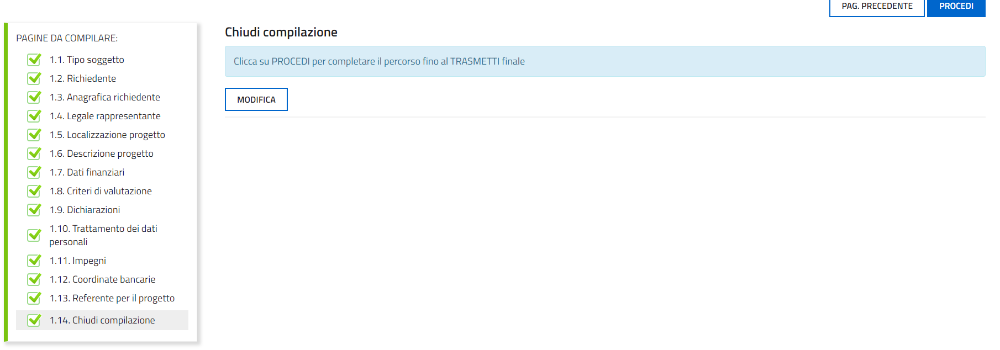 PAG. PRECEDENTE
PROCEDI
PAGINE DA COMPILARE:
1.1. Tipo soggetto
1.2. Richiedente
1.3. Anagrafica richiedente
1.4. Legale rappresentante
1.5. Localizzazione progetto
1.6. Descrizione progetto
1.7. Dati finanziari
1.8. Criteri di valutazione
1.9. Dichiarazioni
1.10. Trattamento dei dati
personali
1.11. Impegni
1.12. Coordinate bancarie
1.13. Referente per il progetto
1.14. Chiudi compilazione
Chiudi compilazione
Clicca su PROCEDI per completare il percorso fino al TRASMETTI finale
MODIFICA